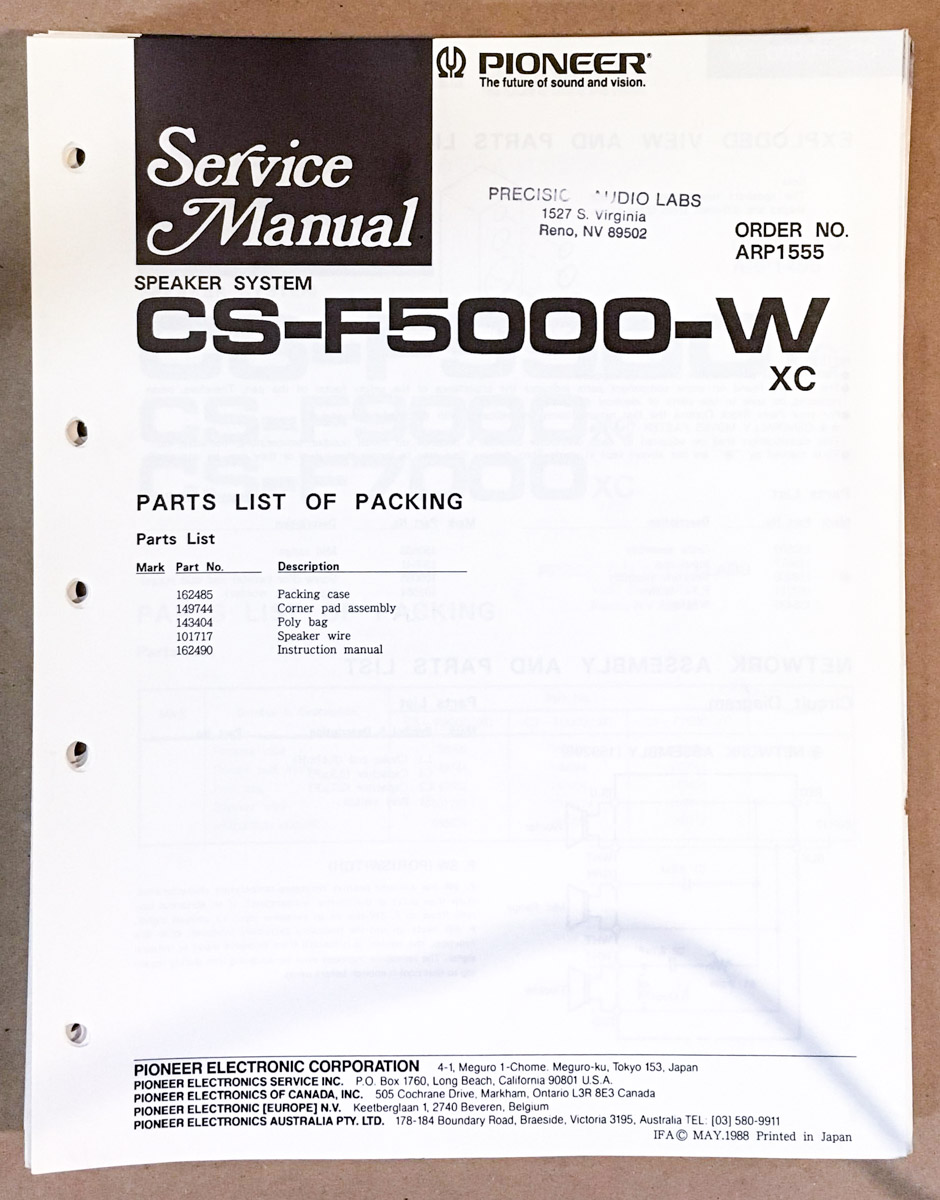 Service
Manual
PIONEER®
The future of sound and vision.
AUDIO LABS
1527 S. Virginia
Reno, NV 89502
ORDER NO.
ARP1555
SPEAKER SYSTEM
CS-F5000-W
XC
PARTS LIST OF PACKING
Parts List
Mark Part No. Description
162485 Packing case
149744 Corner pad assembly
143404 Poly bag
101717 Speaker wire
162490 Instruction manual
PIONEER ELECTRONIC CORPORATION 4-1, Meguro 1-Chome. Meguro-ku, Tokyo 153, Japan
PIONEER ELECTRONICS SERVICE INC. P.O. Box 1760, Long Beach, California 90801 U.S.A.
PIONEER ELECTRONICS OF CANADA, INC. 505 Cochrane Drive, Markham, Ontario L3R 8E3 Canada
PIONEER ELECTRONIC [EUROPE] N.V. Keetberglaan 1, 2740 Beveren, Belgium
PIONEER ELECTRONICS AUSTRALIA PTY. LTD. 178-184 Boundary Road, Braeside, Victoria 3195, Australia TEL: [03] 580-9911
IFA © MAY.1988 Printed in Japan